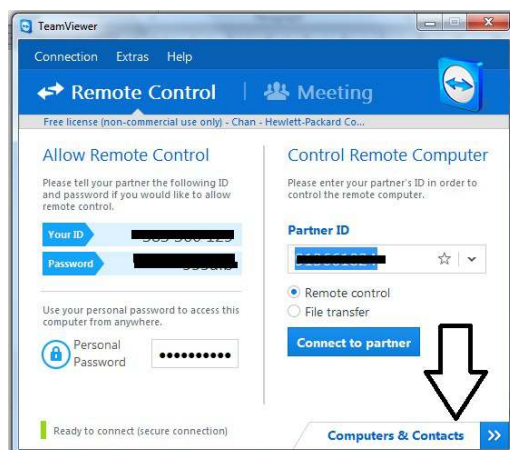 TeamViewer
Connection Extras Help
Remote Control
Meeting
Free license (non-commercial use only) - Chan - Hewlett-Packard Co...
Allow Remote Control
Please tell your partner the following ID
and password if you would like to allow
remote control.
Your ID
Password
Use your personal password to access this
computer from anywhere.
Personal
Password
Ready to connect (secure connection)
Control Remote Computer
Please enter your partner's ID in order to
control the remote computer.
Partner ID
Remote control
File transfer
Connect to partner
Computers & Contacts